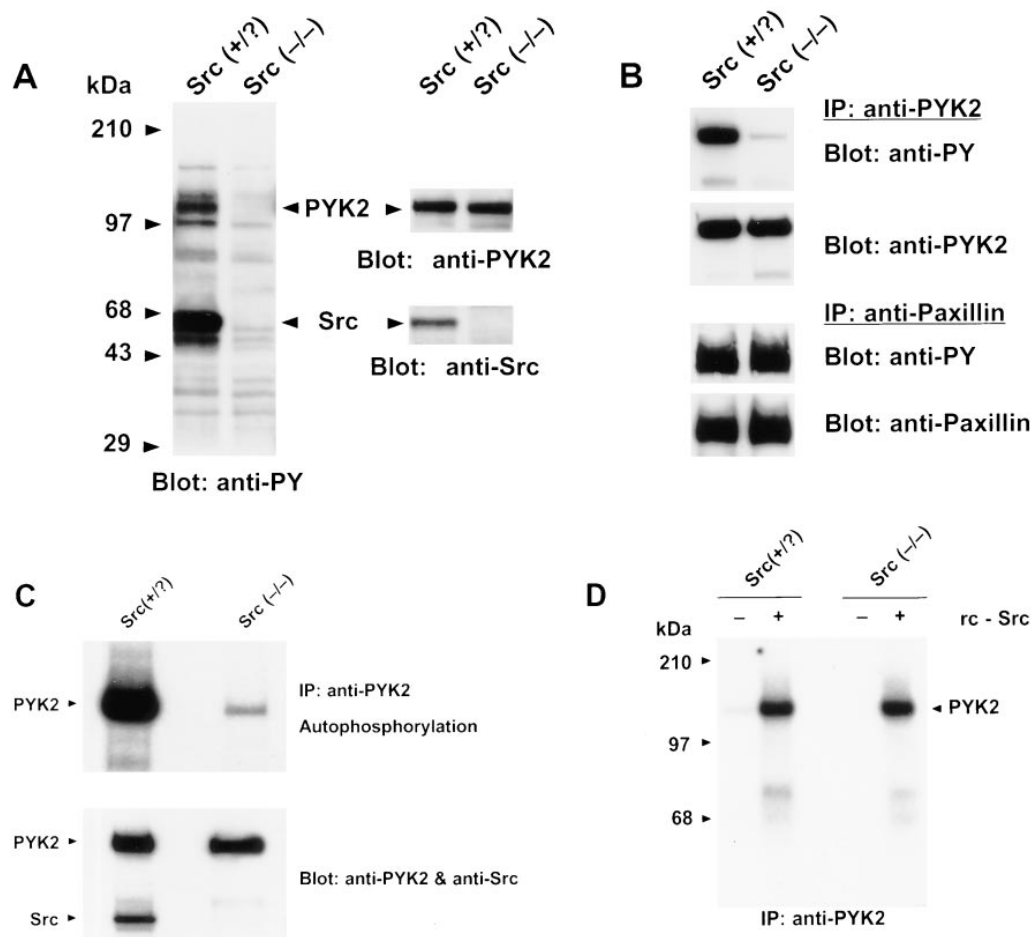 A
kDa
Src (+/?)
Src (–/–)
210
97
68
43
29
PYK2
Src
Blot: anti-PY
Src (+/?)
Src (–/–)
Blot: anti-PYK2
Blot: anti-Src
B
Src (+/?)
Src (–/–)
IP: anti-PYK2
Blot: anti-PY
Blot: anti-PYK2
IP: anti-Paxillin
Blot: anti-PY
Blot: anti-Paxillin
C
Src(+/?)
Src (–/–)
PYK2
IP: anti-PYK2
Autophosphorylation
PYK2
Src
Blot: anti-PYK2 & anti-Src
D
Src(+/?)
Src (–/–)
– + – + rc - Src
kDa
210
97
68
PYK2
IP: anti-PYK2